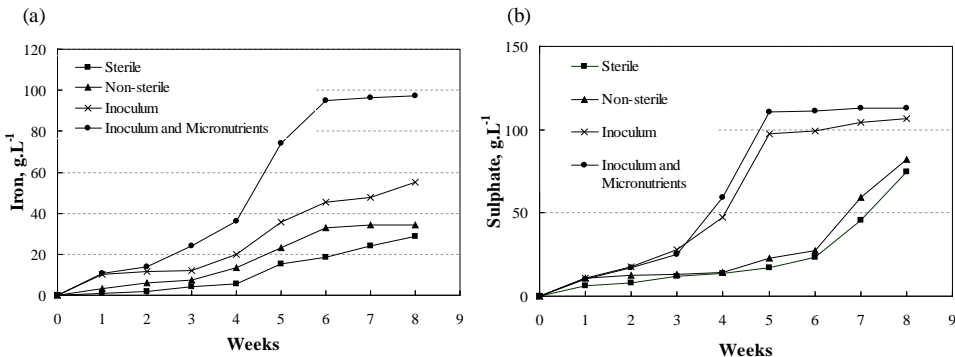 (a)
120
100
80
60
40
20
0
Iron, g.L-1
Sterile
Non-sterile
Inoculum
Inoculum and Micronutrients
0 1 2 3 4 5 6 7 8 9
Weeks
(b)
150
100
50
0
Sulphate, g.L-1
Sterile
Non-sterile
Inoculum
Inoculum and
Micronutrients
0 1 2 3 4 5 6 7 8 9
Weeks